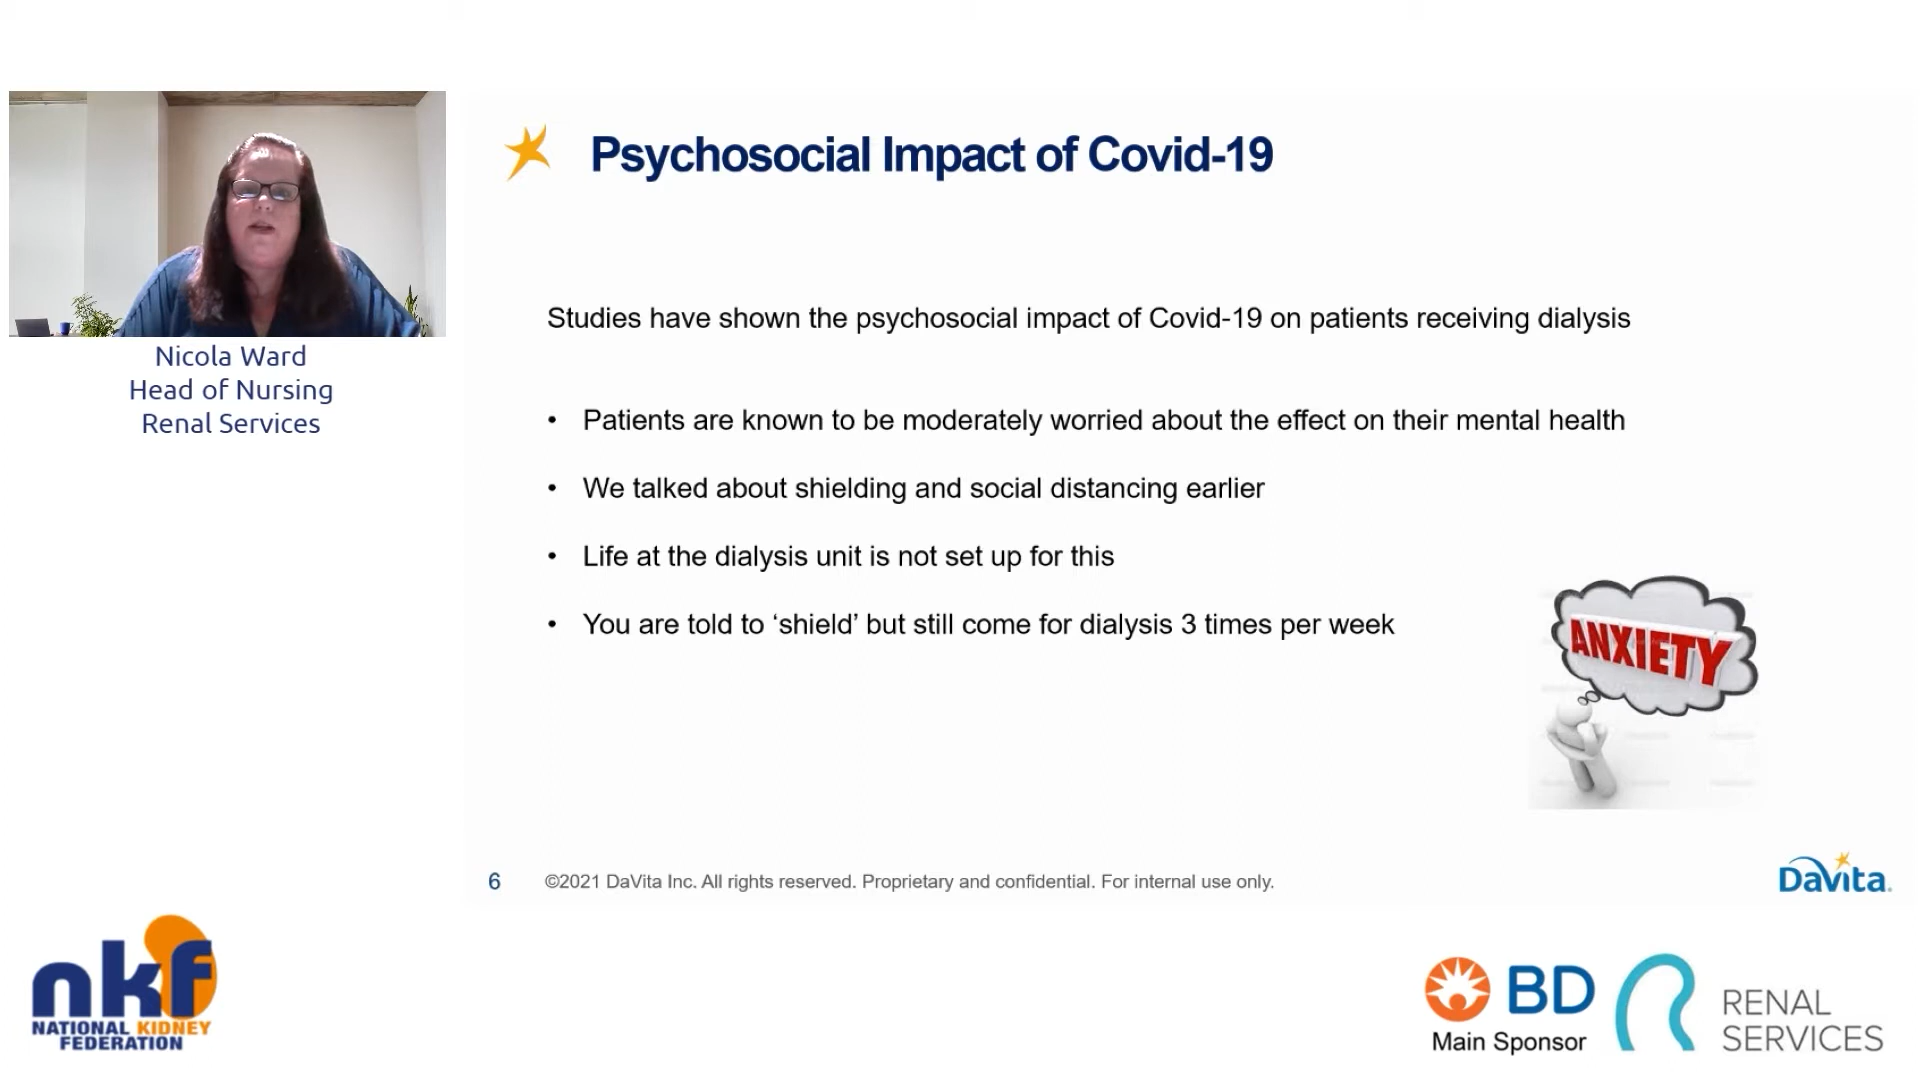 Psychosocial Impact of Covid-19
Nicola Ward
Head of Nursing
Renal Services
Studies have shown the psychosocial impact of Covid-19 on patients receiving dialysis
• Patients are known to be moderately worried about the effect on their mental health
• We talked about shielding and social distancing earlier
• Life at the dialysis unit is not set up for this
• You are told to ‘shield’ but still come for dialysis 3 times per week
ANXIETY
6 ©2021 DaVita Inc. All rights reserved. Proprietary and confidential. For internal use only.
DaVita.
nkf
NATIONAL KIDNEY
FEDERATION
BD
Main Sponsor
RENAL
SERVICES